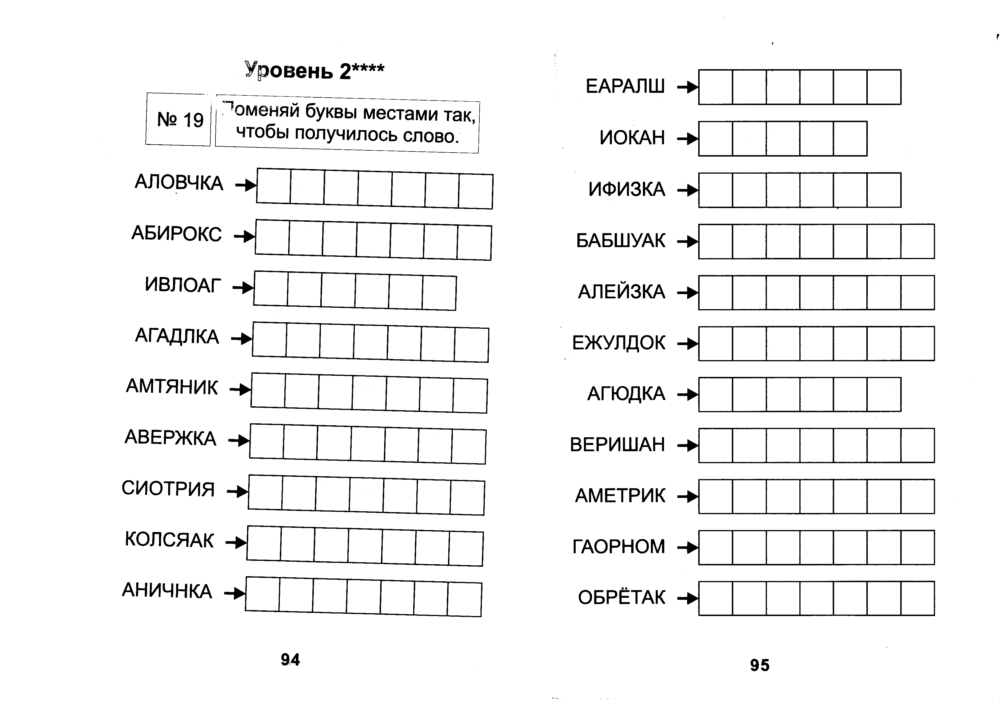 Уровень 2****
№ 19
Поменяй буквы местами так,
чтобы получилось слово.
АЛОВЧКА
АБИРОКС
ИВЛОАГ
АГАДЛКА
АМТЯНИК
АВЕРЖКА
СИОТРИЯ
КОЛСЯАК
АНИЧНКА
94
ЕАРАЛШ
ИОКАН
ИФИЗКА
БАБШУАК
АЛЕЙЗКА
ЕЖУЛДОК
АГЮДКА
ВЕРИШАН
АМЕТРИК
ГАОРНОМ
ОБРЁТАК
95